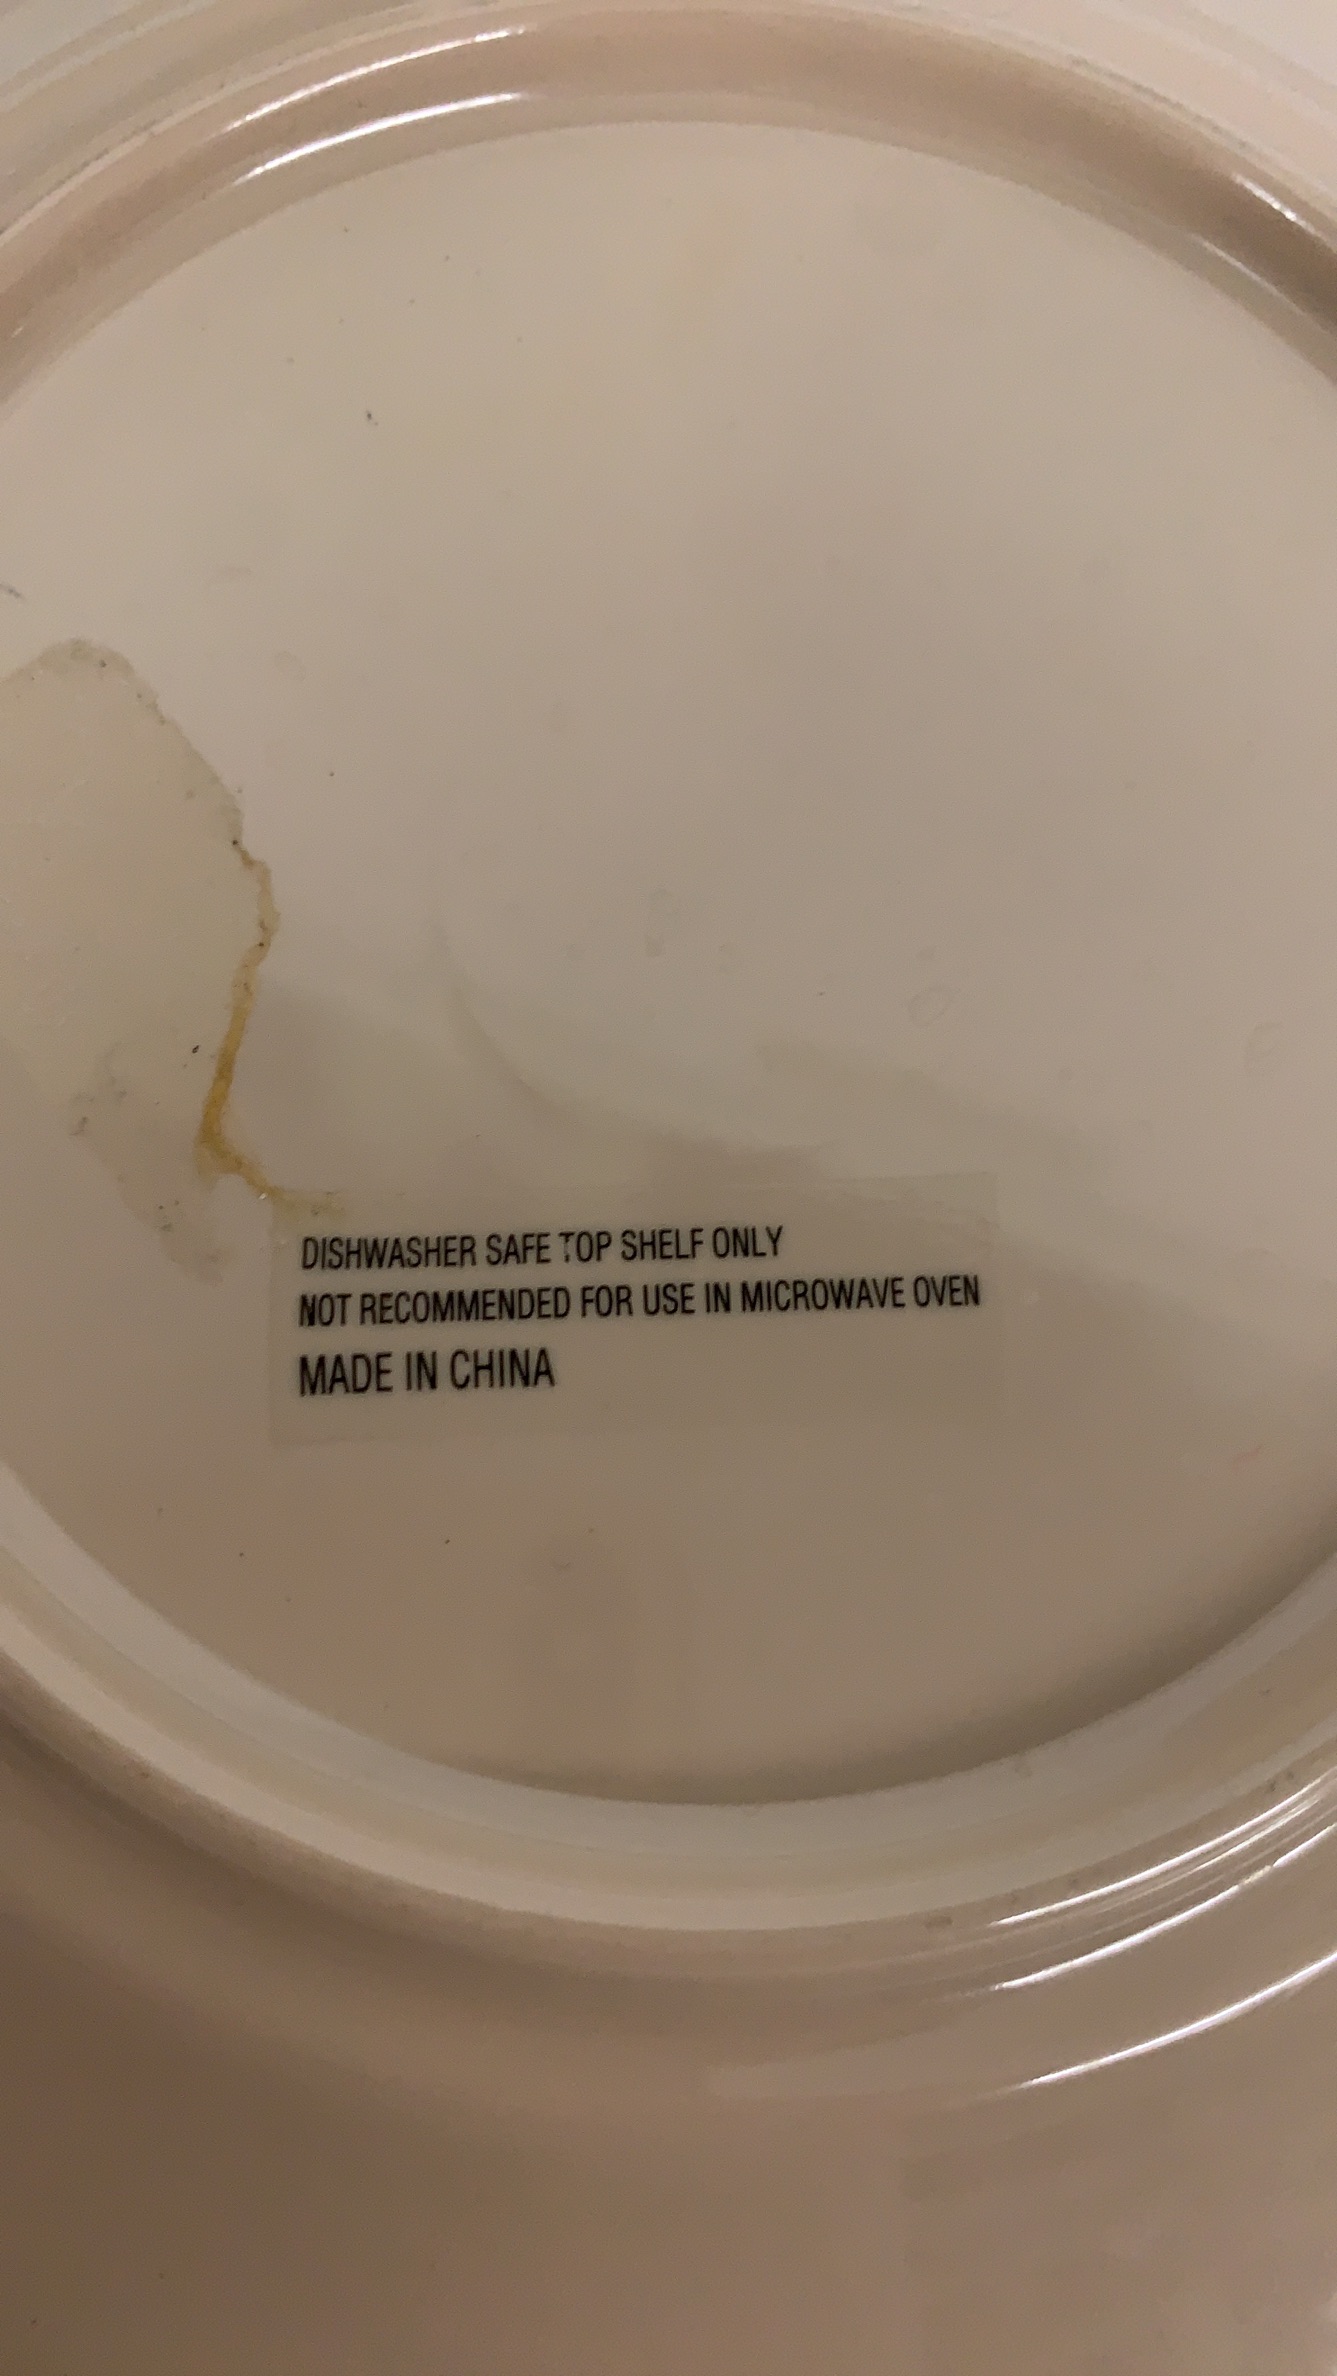 DISHWASHER SAFE TOP SHELF ONLY
NOT RECOMMENDED FOR USE IN MICROWAVE OVEN
MADE IN CHINA